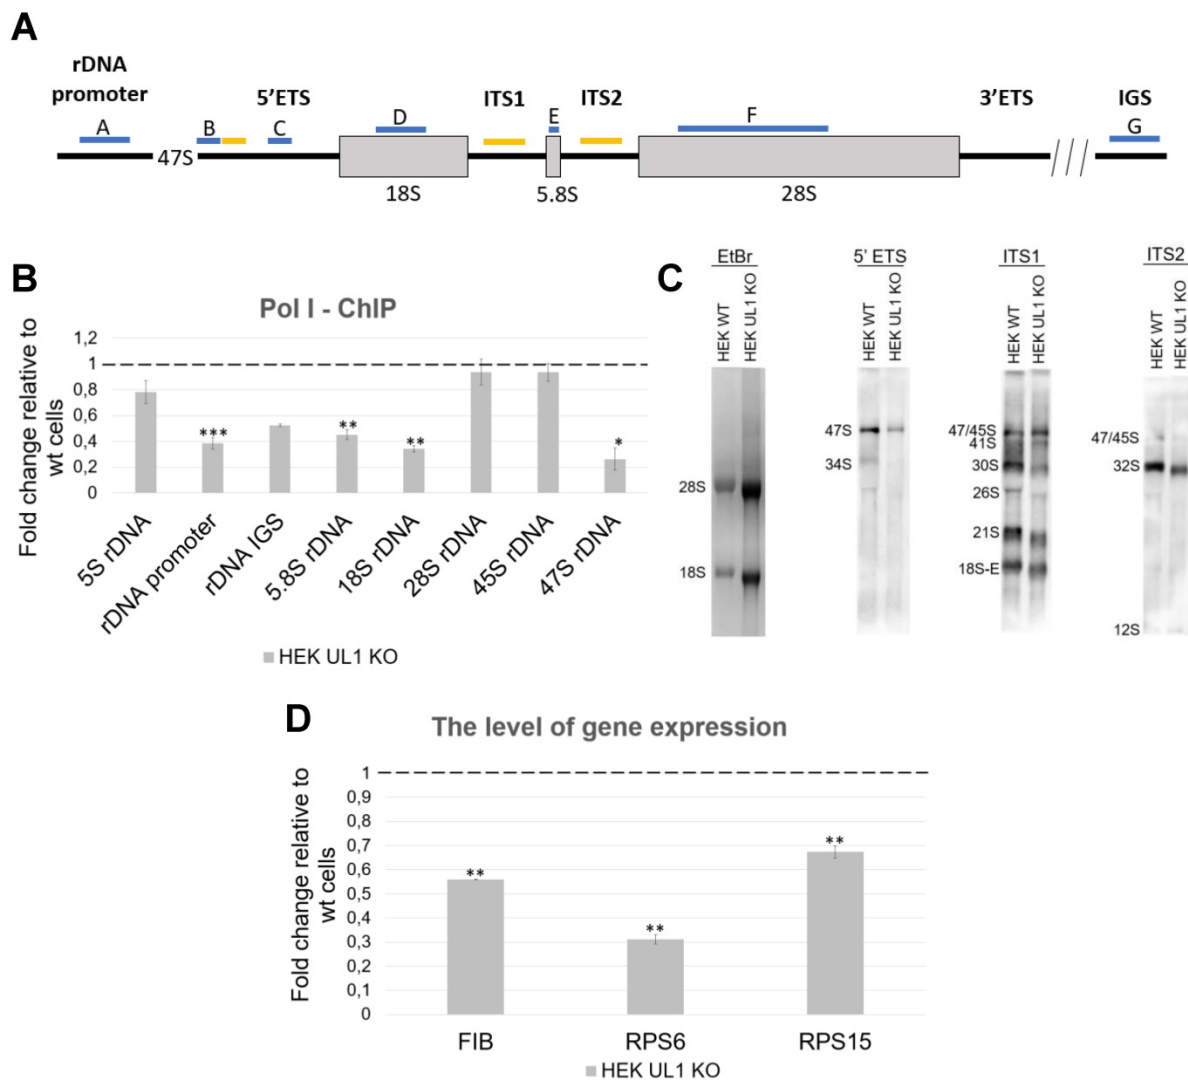 A
rDNA
promoter
5'ETS
ITS1
ITS2
3'ETS
IGS
A
B
C
D
E
F
G
47S
18S
5.8S
28S
B
Pol I - ChIP
Fold change relative to
wt cells
1,2
1
0,8
0,6
0,4
0,2
0
***
**
**
*
5S rDNA
rDNA promoter
rDNA IGS
5.8S rDNA
18S rDNA
28S rDNA
45S rDNA
47S rDNA
HEK UL1 KO
C
EtBr
HEK WT
HEK UL1 KO
28S
18S
5' ETS
HEK WT
HEK UL1 KO
47S
34S
ITS1
HEK WT
HEK UL1 KO
47/45S
41S
30S
26S
21S
18S-E
ITS2
HEK WT
HEK UL1 KO
47/45S
32S
12S
D
The level of gene expression
Fold change relative to
wt cells
1
0,9
0,8
0,7
0,6
0,5
0,4
0,3
0,2
0,1
0
**
**
**
FIB
RPS6
RPS15
HEK UL1 KO